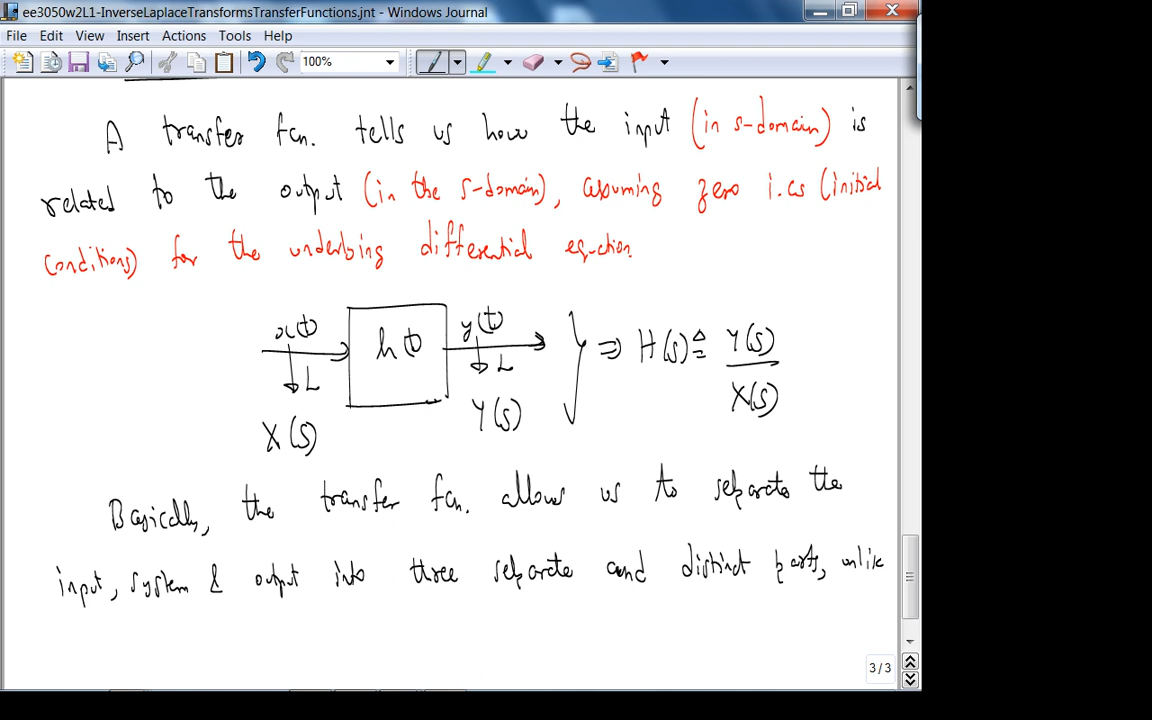 ee3050w2L1-InverseLaplaceTransformsTransferFunctions.jnt - Windows Journal
File Edit View Insert Actions Tools Help
100%
A transfer fcn. tells us how the input (in s-domain) is
related to the output (in the s-domain), assuming zero i.cs (initial
conditions) for the underlying differential equation.
x(t) h(t) y(t) ⇒ H(s) ≜ Y(s)/X(s)
L L
X(s) Y(s)
Basically, the transfer fcn. allows us to separate the
input, system & output into three separate and distinct parts, unlike
3/3